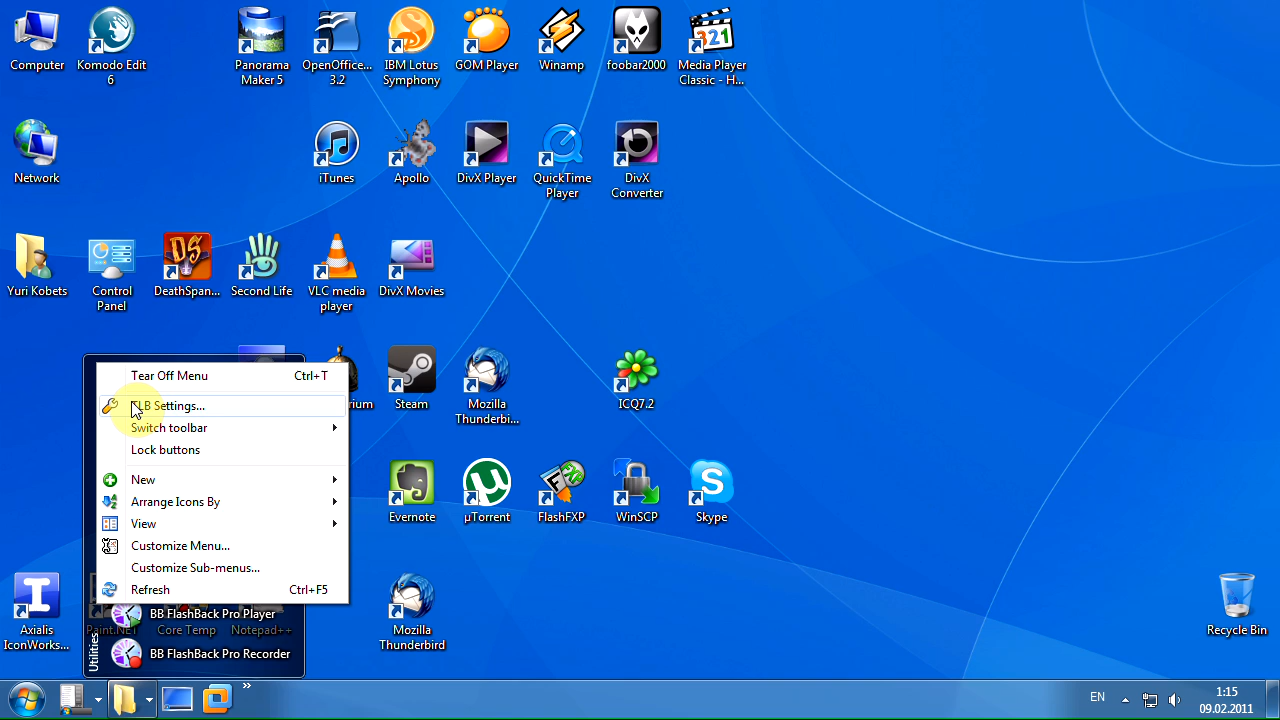 Computer
Komodo Edit
6
Panorama
Maker 5
OpenOffice...
3.2
IBM Lotus
Symphony
GOM Player
Winamp
foobar2000
321
Media Player
Classic - H...
Network
iTunes
Apollo
DivX Player
QuickTime
Player
DivX
Converter
Yuri Kobets
Control
Panel
DS
DeathSpan...
Second Life
VLC media
player
DivX Movies
Steam
Mozilla
Thunderbi...
ICQ7.2
Tear Off Menu Ctrl+T
Settings...
Switch toolbar
Lock buttons
New
Arrange Icons By
View
Customize Menu...
Customize Sub-menus...
Refresh Ctrl+F5
Evernote
µTorrent
FlashFXP
WinSCP
S
Skype
Axialis
IconWorks...
Paint.NET
Core Temp
Notepad++
Mozilla
Thunderbird
Recycle Bin
Utilities
BB FlashBack Pro Player
BB FlashBack Pro Recorder
EN
1:15
09.02.2011